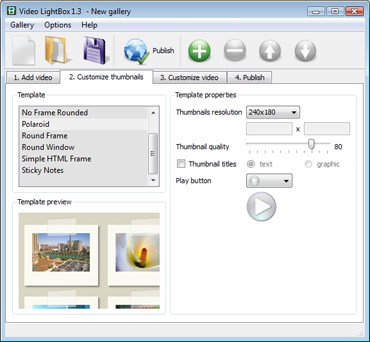 Video LightBox 1.3 - New gallery
Gallery Options Help
Publish
1. Add video 2. Customize thumbnails 3. Customize video 4. Publish
Template
No Frame Rounded
Polaroid
Round Frame
Round Window
Simple HTML Frame
Sticky Notes
Template preview
Template properties
Thumbnails resolution 240x180
x
Thumbnail quality 80
Thumbnail titles text graphic
Play button